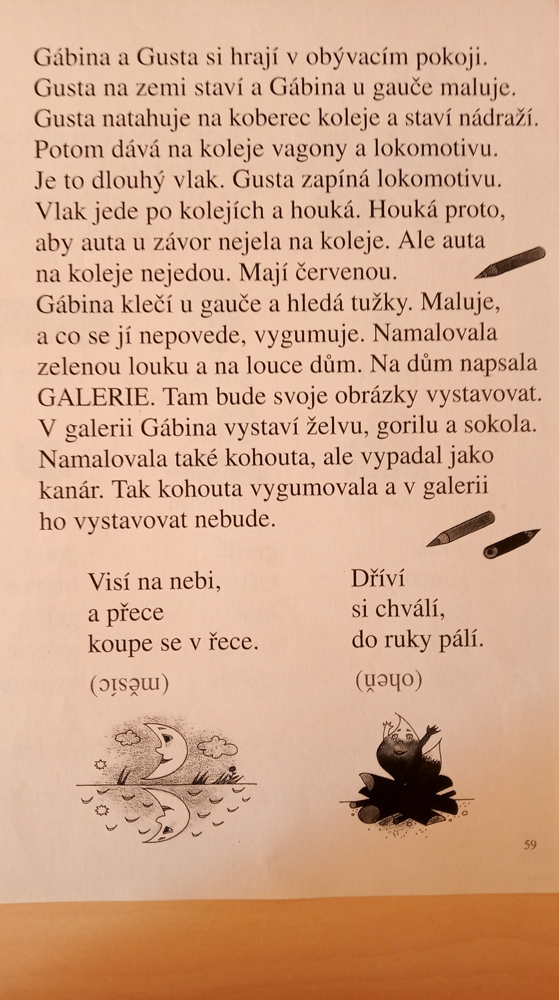 Gábina a Gusta si hrají v obývacím pokoji.
Gusta na zemi staví a Gábina u gauče maluje.
Gusta natahuje na koberec koleje a staví nádraží.
Potom dává na koleje vagony a lokomotivu.
Je to dlouhý vlak. Gusta zapíná lokomotivu.
Vlak jede po kolejích a houká. Houká proto,
aby auta u závor nejela na koleje. Ale auta
na koleje nejedou. Mají červenou.
Gábina klečí u gauče a hledá tužky. Maluje,
a co se jí nepovede, vygumuje. Namalovala
zelenou louku a na louce dům. Na dům napsala
GALERIE. Tam bude svoje obrázky vystavovat.
V galerii Gábina vystaví želvu, gorilu a sokola.
Namalovala také kohouta, ale vypadal jako
kanár. Tak kohouta vygumovala a v galerii
ho vystavovat nebude.
Visí na nebi,
a přece
koupe se v řece.
(měsíc)
Dříví
si chválí,
do ruky pálí.
(oheň)
59